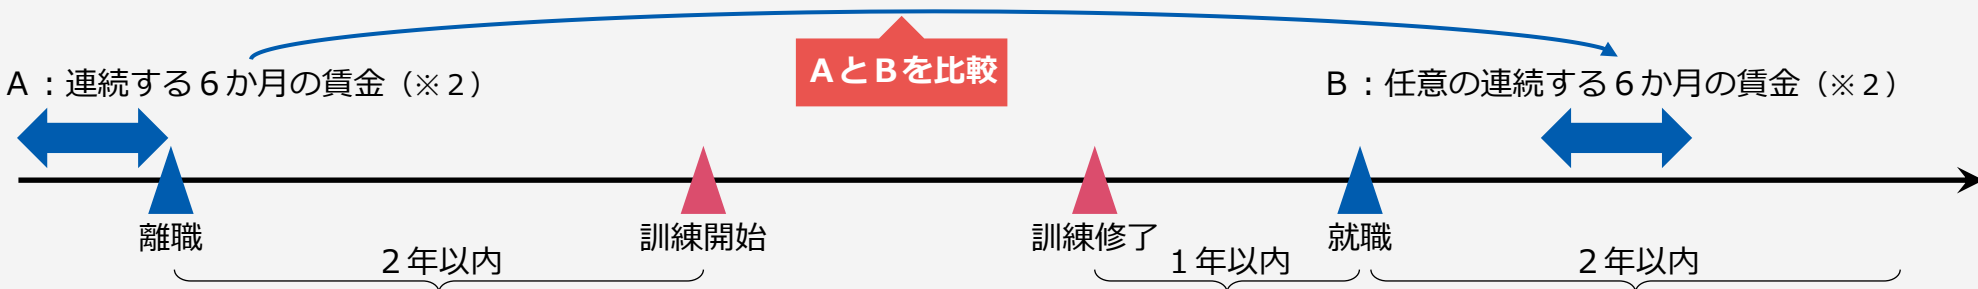 AとBを比較
A：連続する６か月の賃金（※２）
B：任意の連続する６か月の賃金（※２）
離職
訓練開始
訓練修了
就職
２年以内
１年以内
２年以内